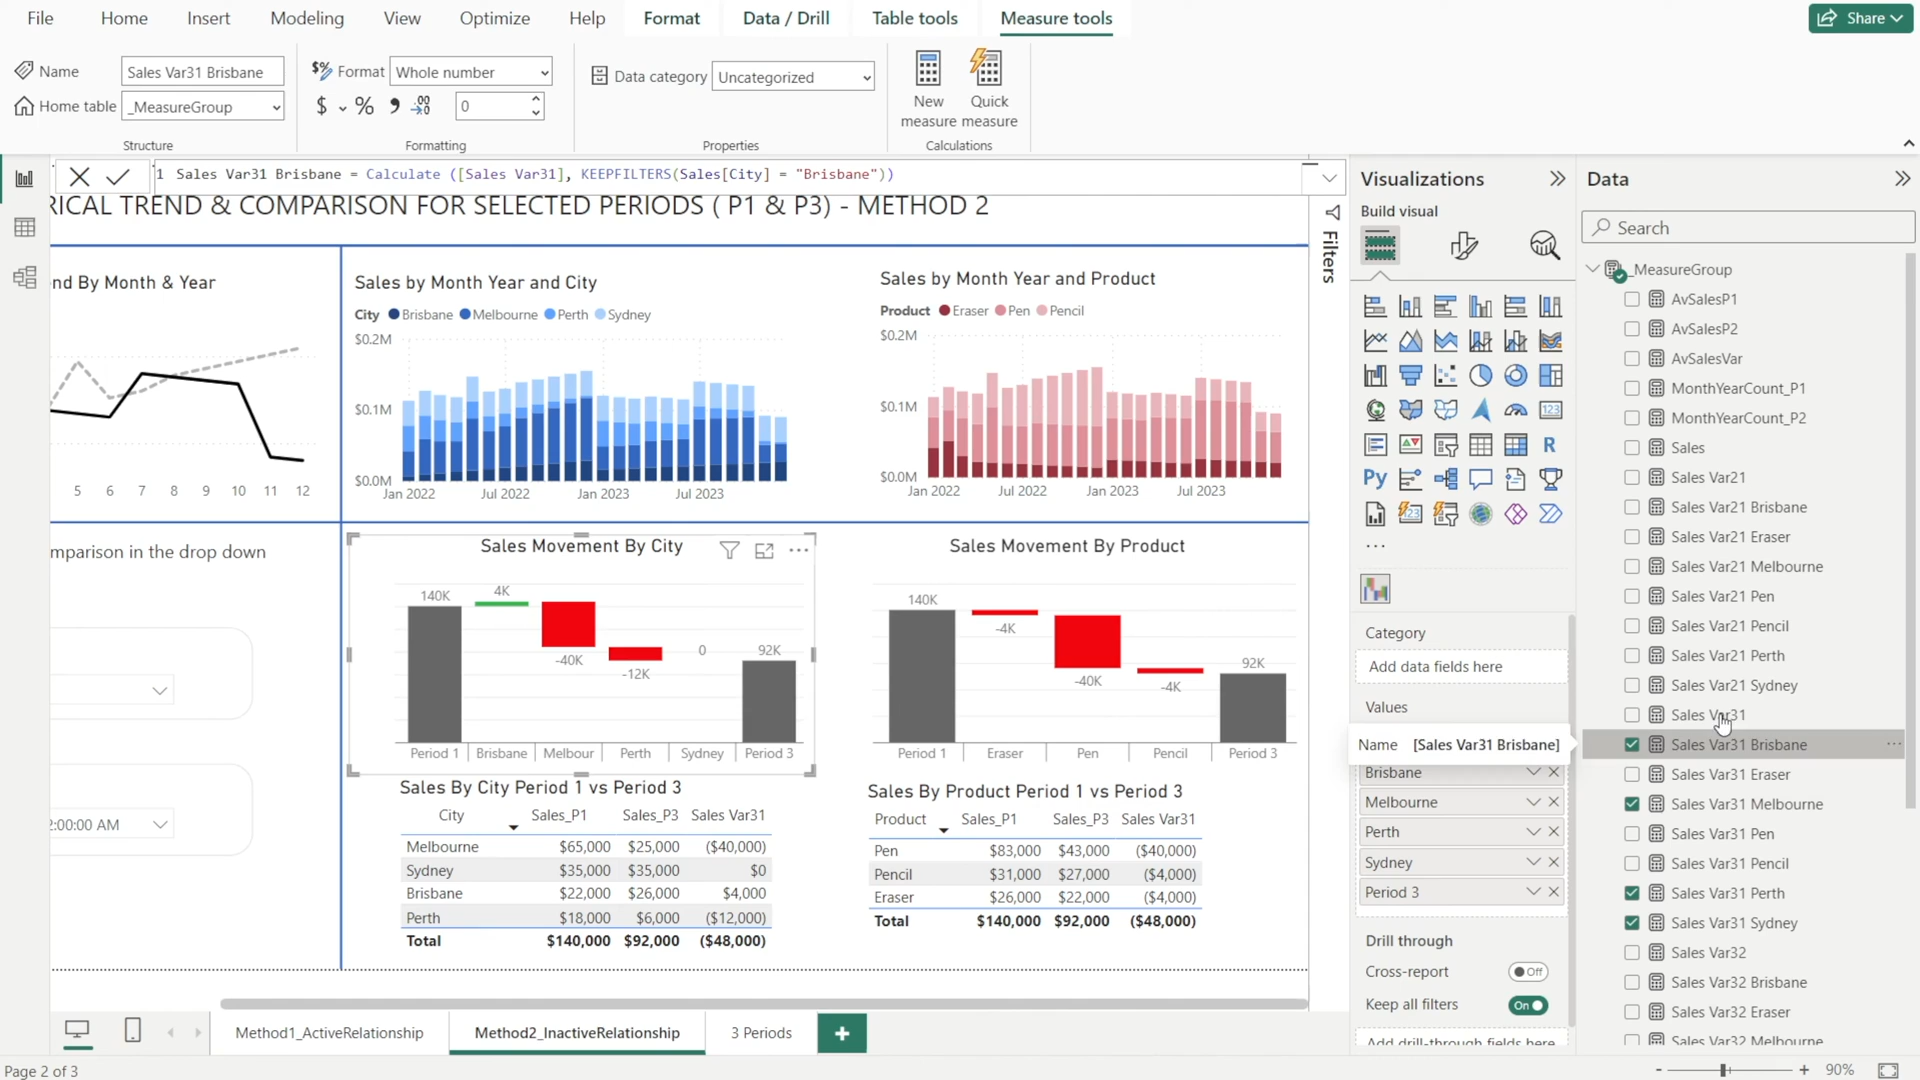 File Home Insert Modeling View Optimize Help Format Data / Drill Table tools Measure tools
Share
Name Sales Var31 Brisbane
Home table _MeasureGroup
Structure
Format Whole number
$ % 0
Formatting
Data category Uncategorized
Properties
New measure
Quick measure
Calculations
1 Sales Var31 Brisbane = Calculate ([Sales Var31], KEEPFILTERS(Sales[City] = "Brisbane"))
RICAL TREND & COMPARISON FOR SELECTED PERIODS ( P1 & P3) - METHOD 2
nd By Month & Year
5 6 7 8 9 10 11 12
Sales by Month Year and City
City Brisbane Melbourne Perth Sydney
$0.2M
$0.1M
$0.0M
Jan 2022 Jul 2022 Jan 2023 Jul 2023
Sales by Month Year and Product
Product Eraser Pen Pencil
$0.2M
$0.1M
$0.0M
Jan 2022 Jul 2022 Jan 2023 Jul 2023
mparison in the drop down
2:00:00 AM
Sales Movement By City
140K 4K -40K -12K 0 92K
Period 1 Brisbane Melbour Perth Sydney Period 3
Sales Movement By Product
140K -4K -40K -4K 92K
Period 1 Eraser Pen Pencil Period 3
Sales By City Period 1 vs Period 3
City Sales_P1 Sales_P3 Sales Var31
Melbourne $65,000 $25,000 ($40,000)
Sydney $35,000 $35,000 $0
Brisbane $22,000 $26,000 $4,000
Perth $18,000 $6,000 ($12,000)
Total $140,000 $92,000 ($48,000)
Sales By Product Period 1 vs Period 3
Product Sales_P1 Sales_P3 Sales Var31
Pen $83,000 $43,000 ($40,000)
Pencil $31,000 $27,000 ($4,000)
Eraser $26,000 $22,000 ($4,000)
Total $140,000 $92,000 ($48,000)
Filters
Visualizations
Build visual
123
R
Py
123
Category
Add data fields here
Values
Name [Sales Var31 Brisbane]
Brisbane
Melbourne
Perth
Sydney
Period 3
Drill through
Cross-report Off
Keep all filters On
Add drill-through fields here
Data
Search
_MeasureGroup
AvSalesP1
AvSalesP2
AvSalesVar
MonthYearCount_P1
MonthYearCount_P2
Sales
Sales Var21
Sales Var21 Brisbane
Sales Var21 Eraser
Sales Var21 Melbourne
Sales Var21 Pen
Sales Var21 Pencil
Sales Var21 Perth
Sales Var21 Sydney
Sales Var31
Sales Var31 Brisbane
Sales Var31 Eraser
Sales Var31 Melbourne
Sales Var31 Pen
Sales Var31 Pencil
Sales Var31 Perth
Sales Var31 Sydney
Sales Var32
Sales Var32 Brisbane
Sales Var32 Eraser
Sales Var32 Melbourne
Method1_ActiveRelationship Method2_InactiveRelationship 3 Periods
Page 2 of 3
90%